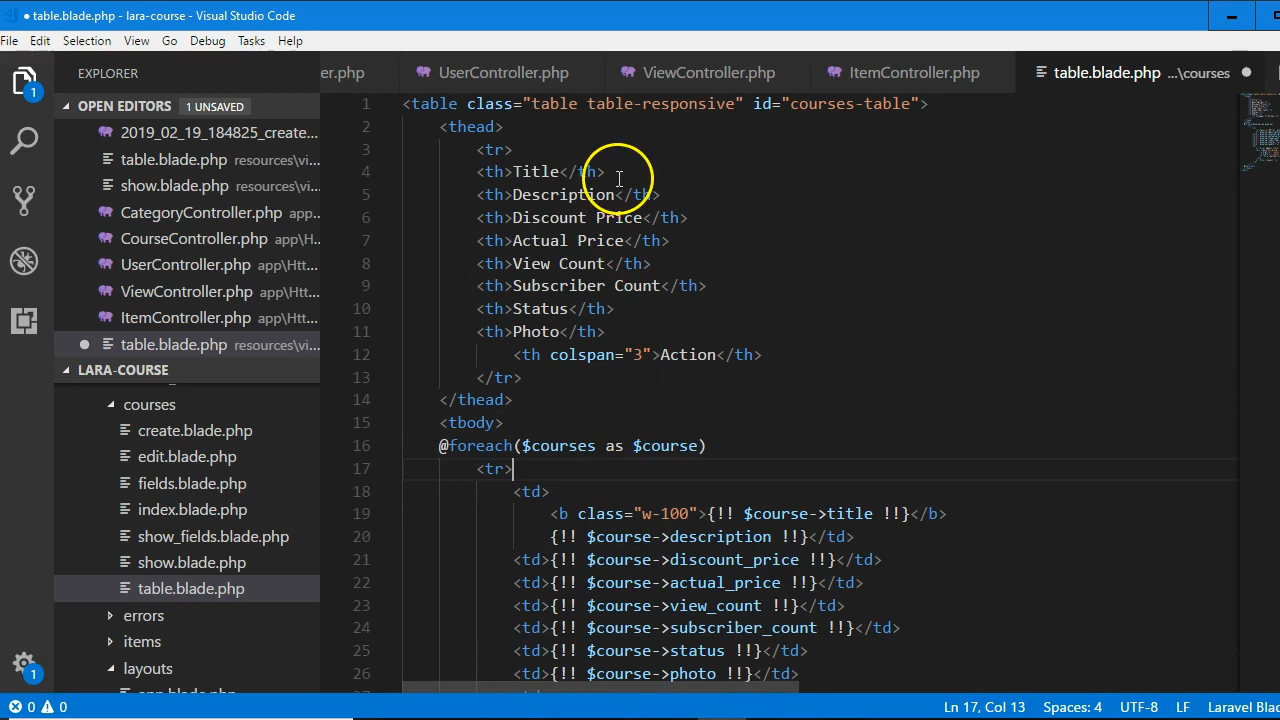 table.blade.php - lara-course - Visual Studio Code
File Edit Selection View Go Debug Tasks Help
EXPLORER
er.php UserController.php ViewController.php ItemController.php table.blade.php ...\courses
OPEN EDITORS 1 UNSAVED
2019_02_19_184825_create...
table.blade.php resources\vi...
show.blade.php resources\vi...
CategoryController.php app...
CourseController.php app\H...
UserController.php app\Htt...
ViewController.php app\Htt...
ItemController.php app\Htt...
table.blade.php resources\vi...
LARA-COURSE
courses
create.blade.php
edit.blade.php
fields.blade.php
index.blade.php
show_fields.blade.php
show.blade.php
table.blade.php
errors
items
layouts
1 <table class="table table-responsive" id="courses-table">
2 <thead>
3 <tr>
4 <th>Title</th>
5 <th>Description</th>
6 <th>Discount Price</th>
7 <th>Actual Price</th>
8 <th>View Count</th>
9 <th>Subscriber Count</th>
10 <th>Status</th>
11 <th>Photo</th>
12 <th colspan="3">Action</th>
13 </tr>
14 </thead>
15 <tbody>
16 @foreach($courses as $course)
17 <tr>
18 <td>
19 <b class="w-100">{!! $course->title !!}</b>
20 {!! $course->description !!}</td>
21 <td>{!! $course->discount_price !!}</td>
22 <td>{!! $course->actual_price !!}</td>
23 <td>{!! $course->view_count !!}</td>
24 <td>{!! $course->subscriber_count !!}</td>
25 <td>{!! $course->status !!}</td>
26 <td>{!! $course->photo !!}</td>
1
1
0 0 Ln 17, Col 13 Spaces: 4 UTF-8 LF Laravel Bla